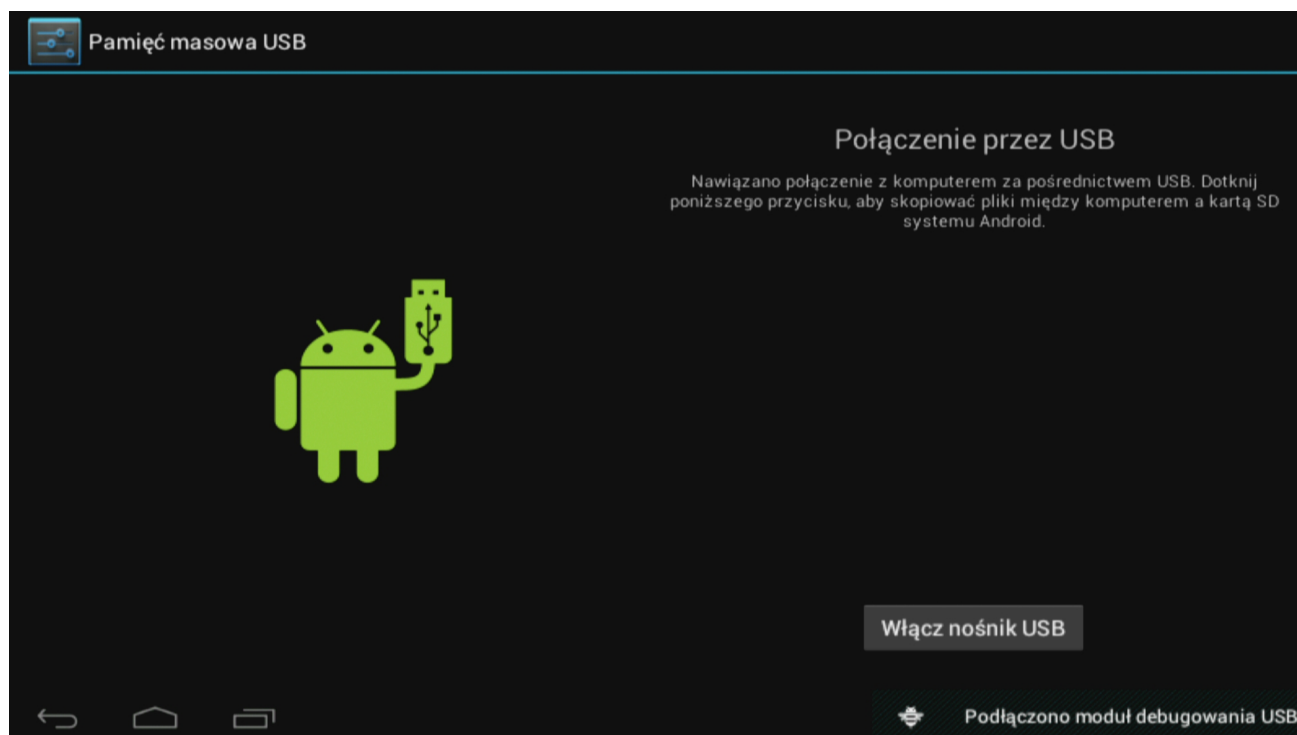 Pamięć masowa USB
Połączenie przez USB
Nawiązano połączenie z komputerem za pośrednictwem USB. Dotknij
poniższego przycisku, aby skopiować pliki między komputerem a kartą SD
systemu Android.
Włącz nośnik USB
Podłączono moduł debugowania USB